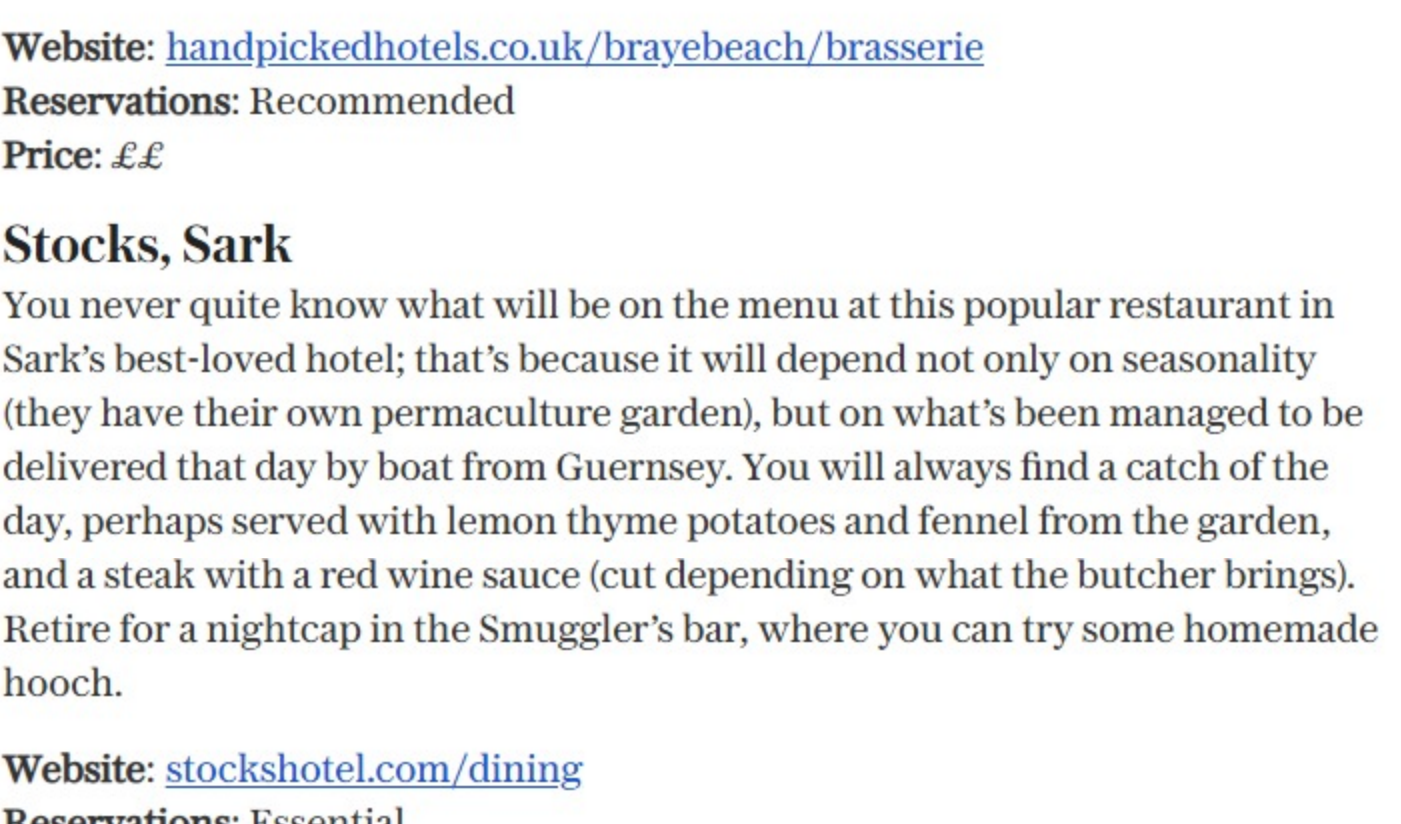 Website: handpickedhotels.co.uk/brayebeach/brasserie
Reservations: Recommended
Price: ££
Stocks, Sark
You never quite know what will be on the menu at this popular restaurant in
Sark’s best-loved hotel; that’s because it will depend not only on seasonality
(they have their own permaculture garden), but on what’s been managed to be
delivered that day by boat from Guernsey. You will always find a catch of the
day, perhaps served with lemon thyme potatoes and fennel from the garden,
and a steak with a red wine sauce (cut depending on what the butcher brings).
Retire for a nightcap in the Smuggler’s bar, where you can try some homemade
hooch.
Website: stockshotel.com/dining
Reservations: Essential